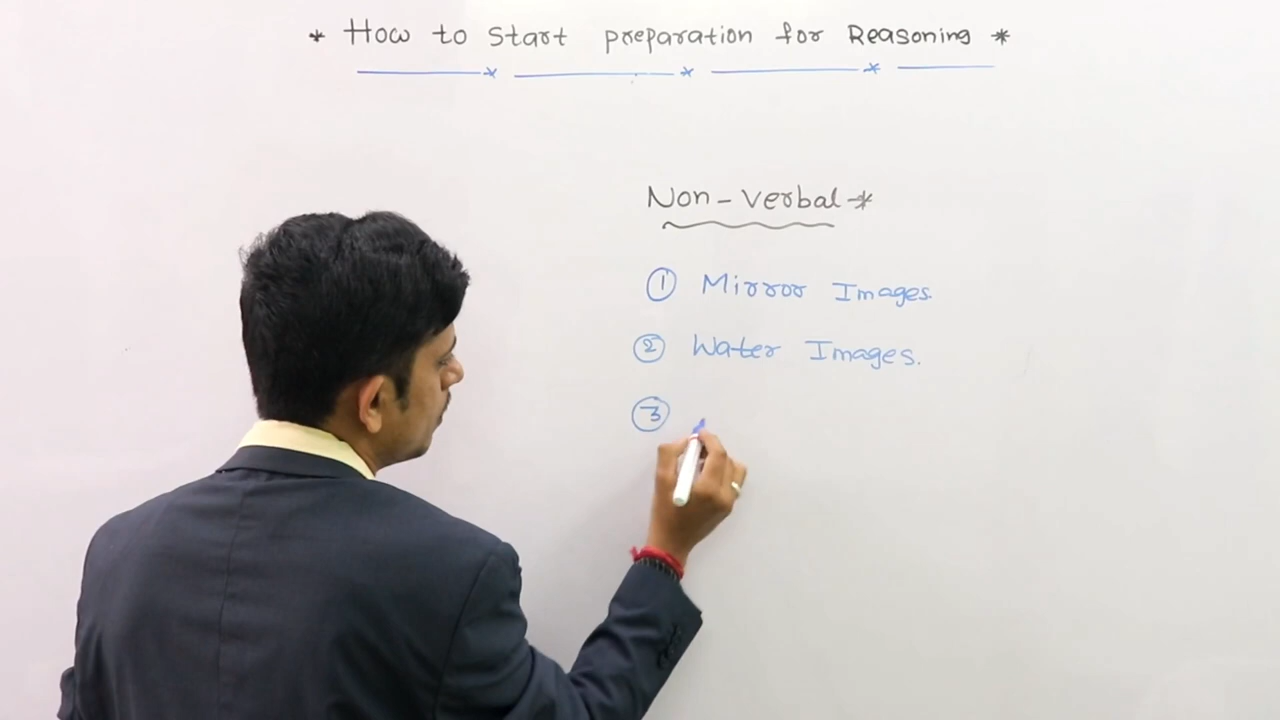 * How to Start preparation for Reasoning *
Non-Verbal *
① Mirror Images.
② Water Images.
③